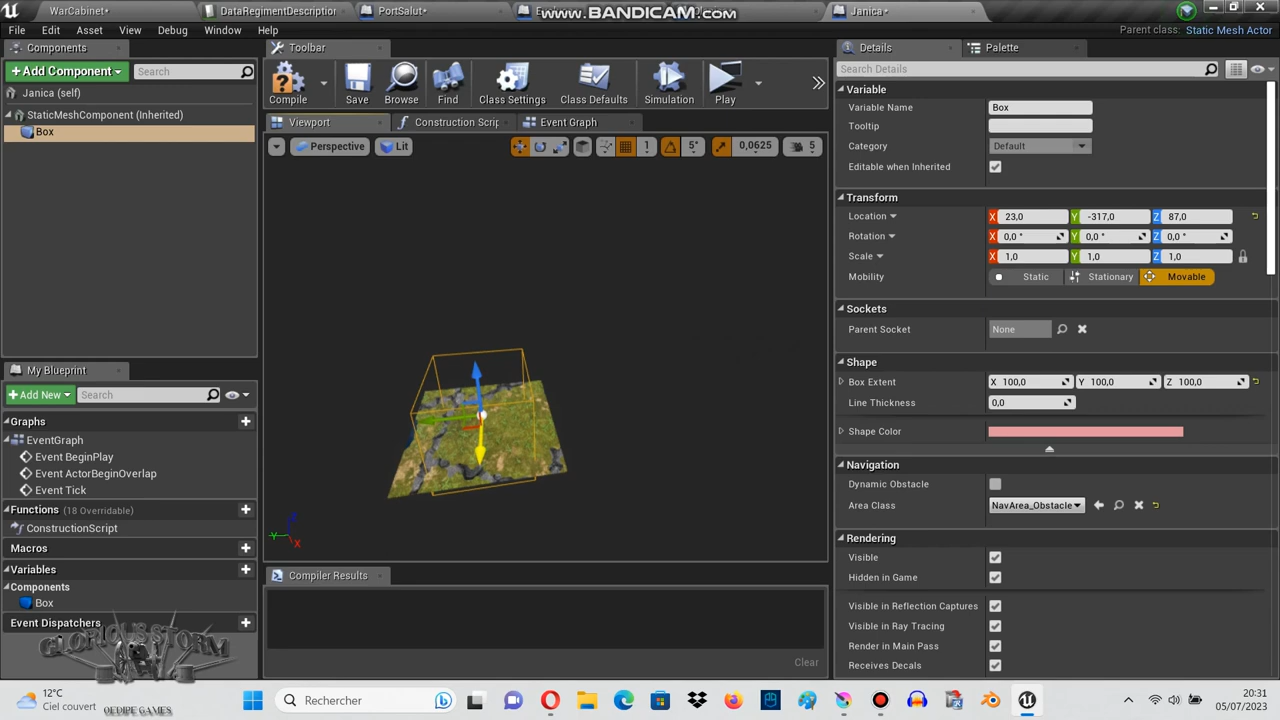 WarCabinet*
DataRegimentDescription
PortSalut*
www.BANDICAM.com
Janica*
File
Edit
Asset
View
Debug
Window
Help
Parent class:
Static Mesh Actor
Components
+ Add Component
Search
Janica (self)
StaticMeshComponent (Inherited)
Box
Toolbar
Compile
Save
Browse
Find
Class Settings
Class Defaults
Simulation
Play
Viewport
Construction Scrip
Event Graph
Perspective
Lit
1
5°
0,0625
5
Details
Palette
Search Details
Variable
Variable Name
Box
Tooltip
Category
Default
Editable when Inherited
Transform
Location
X 23,0
Y -317,0
Z 87,0
Rotation
X 0,0 °
Y 0,0 °
Z 0,0 °
Scale
X 1,0
Y 1,0
Z 1,0
Mobility
Static
Stationary
Movable
Sockets
Parent Socket
None
Shape
Box Extent
X 100,0
Y 100,0
Z 100,0
Line Thickness
0,0
Shape Color
Navigation
Dynamic Obstacle
Area Class
NavArea_Obstacle
Rendering
Visible
Hidden in Game
Visible in Reflection Captures
Visible in Ray Tracing
Render in Main Pass
Receives Decals
My Blueprint
+ Add New
Search
Graphs
EventGraph
Event BeginPlay
Event ActorBeginOverlap
Event Tick
Functions (18 Overridable)
ConstructionScript
Macros
Variables
Components
Box
Event Dispatchers
Z
Y
X
Compiler Results
Clear
GLORIOUS STORM
OEDIPE GAMES
12°C
Ciel couvert
Rechercher
20:31
05/07/2023